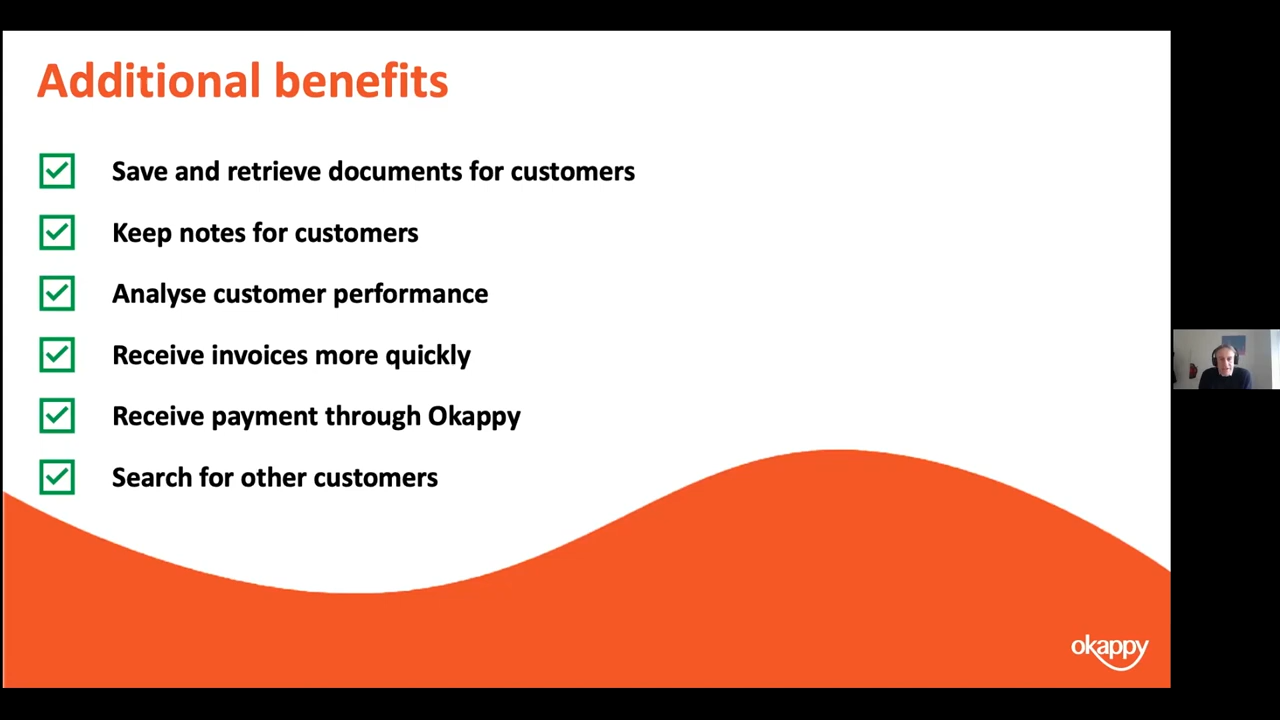 Additional benefits
Save and retrieve documents for customers
Keep notes for customers
Analyse customer performance
Receive invoices more quickly
Receive payment through Okappy
Search for other customers
okappy